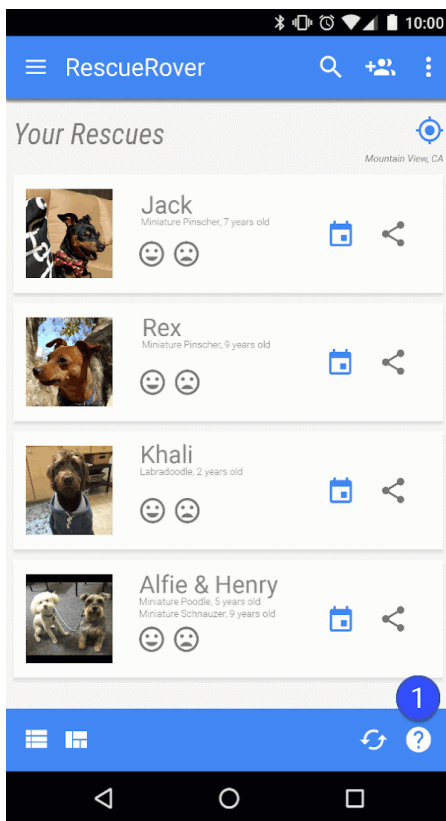 10:00
RescueRover
Your Rescues
Mountain View, CA
Jack
Miniature Pinscher, 7 years old
Rex
Miniature Pinscher, 9 years old
Khali
Labradoodle, 2 years old
Alfie & Henry
Miniature Poodle, 5 years old
Miniature Schnauzer, 9 years old
1